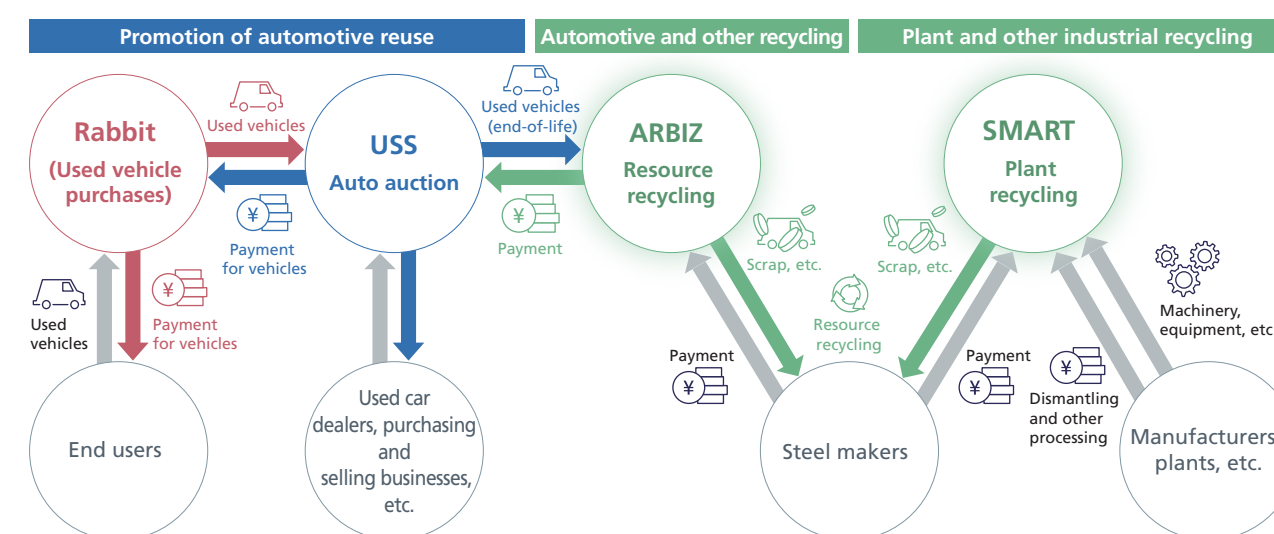 Promotion of automotive reuse
Automotive and other recycling
Plant and other industrial recycling
Rabbit
(Used vehicle
purchases)
Used vehicles
Payment
for vehicles
¥
USS
Auto auction
Used vehicles
(end-of-life)
¥
Payment
ARBIZ
Resource
recycling
SMART
Plant
recycling
Scrap, etc.
Scrap, etc.
Resource
recycling
Used
vehicles
¥
Payment
for vehicles
Payment
¥
Payment
¥
¥
Dismantling
and other
processing
Machinery,
equipment, etc
End users
Used car
dealers, purchasing
and
selling businesses,
etc.
Steel makers
Manufacturers
plants, etc.